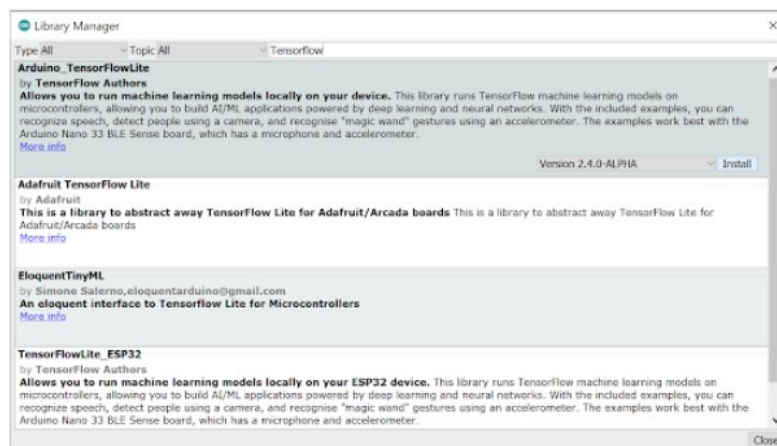 Library Manager
Type All Topic All Tensorflow
Arduino_TensorFlowLite
by TensorFlow Authors
Allows you to run machine learning models locally on your device. This library runs TensorFlow machine learning models on
microcontrollers, allowing you to build AI/ML applications powered by deep learning and neural networks. With the included examples, you can
recognize speech, detect people using a camera, and recognise "magic wand" gestures using an accelerometer. The examples work best with the
Arduino Nano 33 BLE Sense board, which has a microphone and accelerometer.
More info
Version 2.4.0-ALPHA Install
Adafruit TensorFlow Lite
by Adafruit
This is a library to abstract away TensorFlow Lite for Adafruit/Arcada boards This is a library to abstract away TensorFlow Lite for
Adafruit/Arcada boards
More info
EloquentTinyML
by Simone Salerno,eloquentarduino@gmail.com
An eloquent interface to Tensorflow Lite for Microcontrollers
More info
TensorFlowLite_ESP32
by TensorFlow Authors
Allows you to run machine learning models locally on your ESP32 device. This library runs TensorFlow machine learning models on
microcontrollers, allowing you to build AI/ML applications powered by deep learning and neural networks. With the included examples, you can
recognize speech, detect people using a camera, and recognise "magic wand" gestures using an accelerometer. The examples work best with the
Arduino Nano 33 BLE Sense board, which has a microphone and accelerometer.
Close